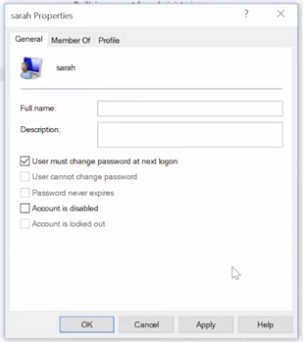 sarah Properties
?
General Member Of Profile
sarah
Full name:
Description:
User must change password at next logon
User cannot change password
Password never expires
Account is disabled
Account is locked out
OK Cancel Apply Help